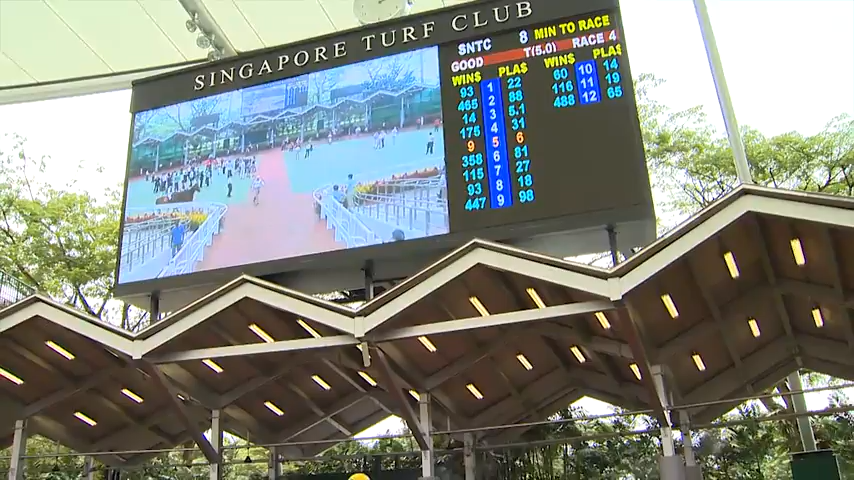 SINGAPORE TURF CLUB
SNTC 8 MIN TO RACE
GOOD T(5.0) RACE 4
WIN$ PLA$ WIN$ PLA$
93 1 22 60 10 14
465 2 88 116 11 19
14 3 5.1 488 12 65
175 4 31
9 5 6
358 6 81
115 7 27
93 8 18
447 9 98